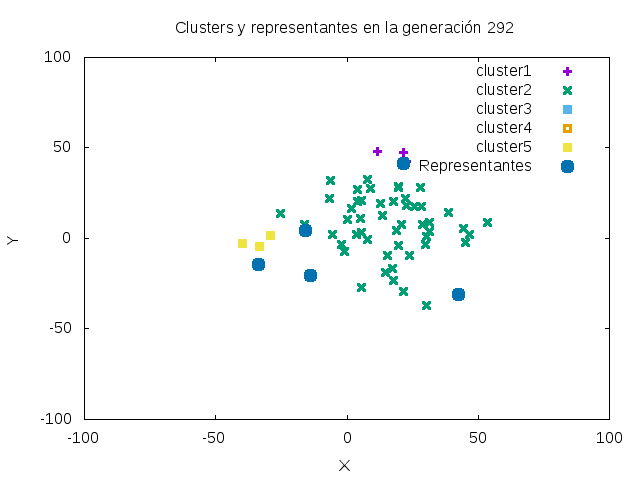 Clusters y representantes en la generación 292
100
50
0
-50
-100
-100
-50
0
50
100
X
Y
cluster1
cluster2
cluster3
cluster4
cluster5
Representantes